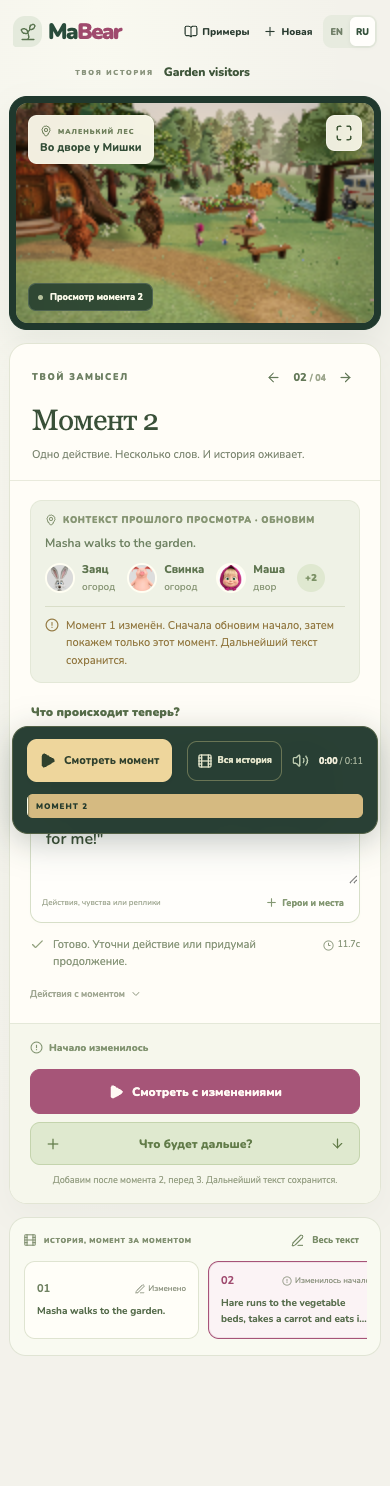 MaBear
Примеры
Новая
EN
RU
ТВОЯ ИСТОРИЯ Garden visitors
МАЛЕНЬКИЙ ЛЕС
Во дворе у Мишки
Просмотр момента 2
ТВОЙ ЗАМЫСЕЛ
02 / 04
Момент 2
Одно действие. Несколько слов. И история оживает.
КОНТЕКСТ ПРОШЛОГО ПРОСМОТРА · ОБНОВИМ
Masha walks to the garden.
Заяц
огород
Свинка
огород
Маша
двор
+2
Момент 1 изменён. Сначала обновим начало, затем
покажем только этот момент. Дальнейший текст
сохранится.
Что происходит теперь?
Смотреть момент
Вся история
0:00 / 0:11
МОМЕНТ 2
for me!"
Действия, чувства или реплики
Герои и места
Готово. Уточни действие или придумай
продолжение.
11.7с
Действия с моментом
Начало изменилось
Смотреть с изменениями
Что будет дальше?
Добавим после момента 2, перед 3. Дальнейший текст сохранится.
ИСТОРИЯ, МОМЕНТ ЗА МОМЕНТОМ
Весь текст
01
Изменено
Masha walks to the garden.
02
Изменилось начал
Hare runs to the vegetable
beds, takes a carrot and eats i...